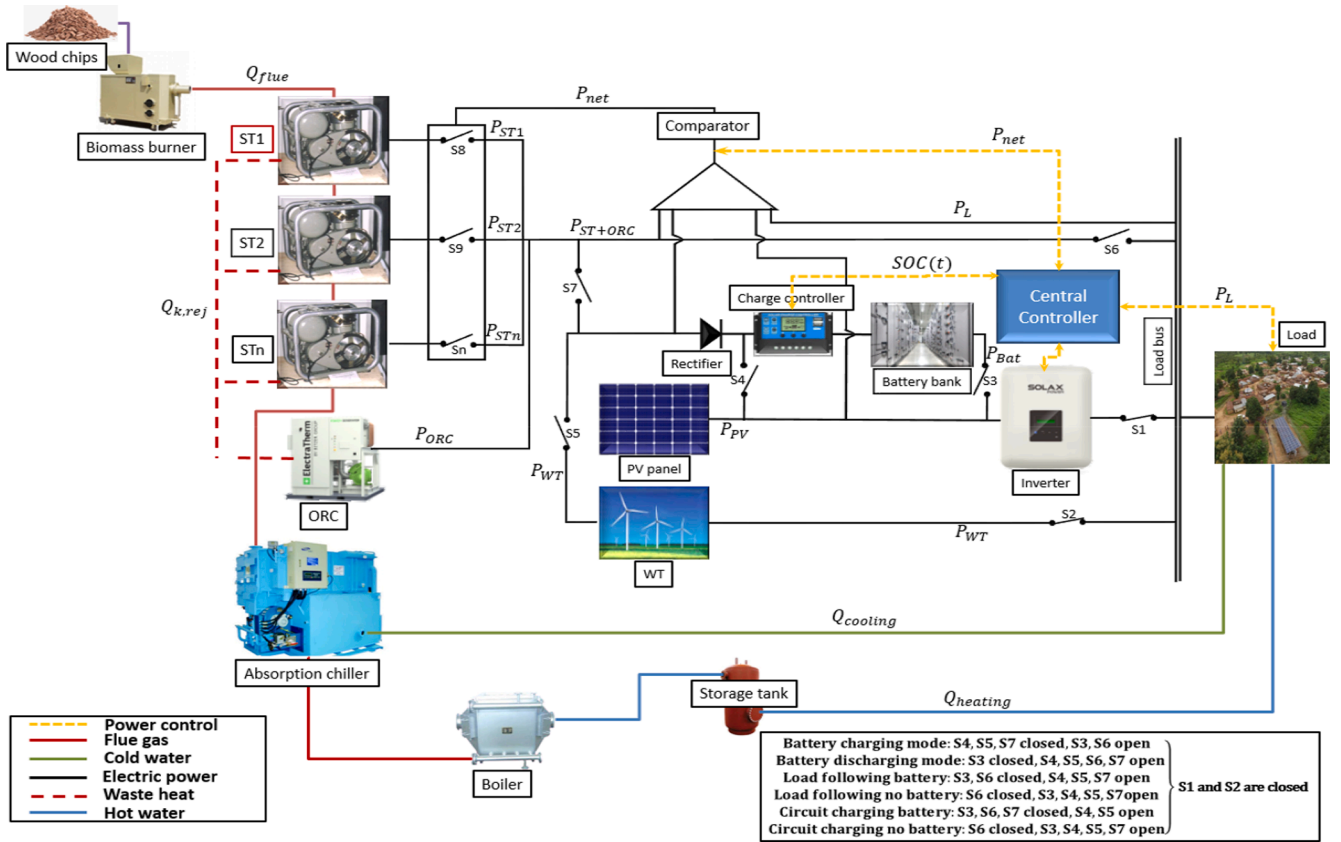 Wood chips
Q_flue
Biomass burner
P_net
Comparator
P_net
ST1
S8
P_ST1
ST2
S9
P_ST2
P_ST+ORC
P_L
S6
Q_k,rej
S7
SOC(t)
Charge controller
Central
Controller
P_L
Load bus
Load
STn
Sn
P_STn
Rectifier
S4
Battery bank
P_Bat
S3
SOLAX
POWER
S1
ElectraTherm
P_ORC
S5
P_PV
PV panel
Inverter
P_WT
ORC
WT
P_WT
S2
Q_cooling
Absorption chiller
Storage tank
Q_heating
Boiler
Power control
Flue gas
Cold water
Electric power
Waste heat
Hot water
Battery charging mode: S4, S5, S7 closed, S3, S6 open
Battery discharging mode: S3 closed, S4, S5, S6, S7 open
Load following battery: S3, S6 closed, S4, S5, S7 open
Load following no battery: S6 closed, S3, S4, S5, S7open
Circuit charging battery: S3, S6, S7 closed, S4, S5 open
Circuit charging no battery: S6 closed, S3, S4, S5, S7 open
S1 and S2 are closed